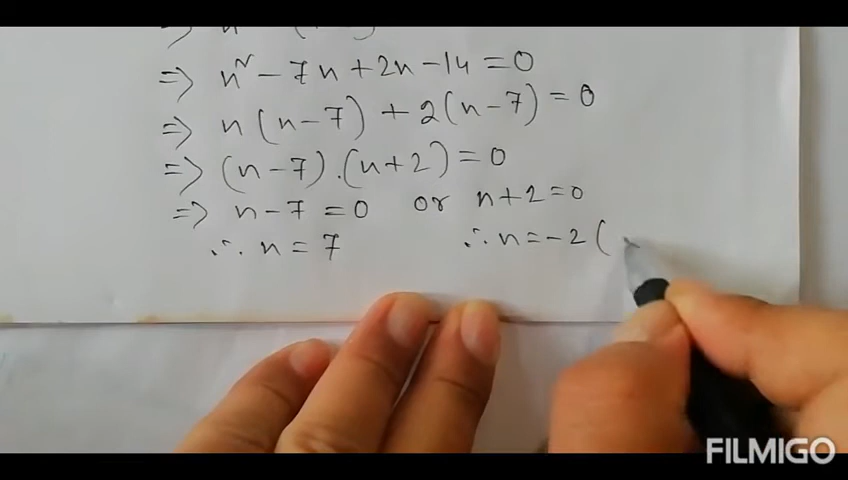 => n² - 7n + 2n - 14 = 0
=> n (n - 7) + 2 (n - 7) = 0
=> (n - 7) . (n + 2) = 0
=> n - 7 = 0 or n + 2 = 0
∴ n = 7 ∴ n = - 2 (
FILMIGO